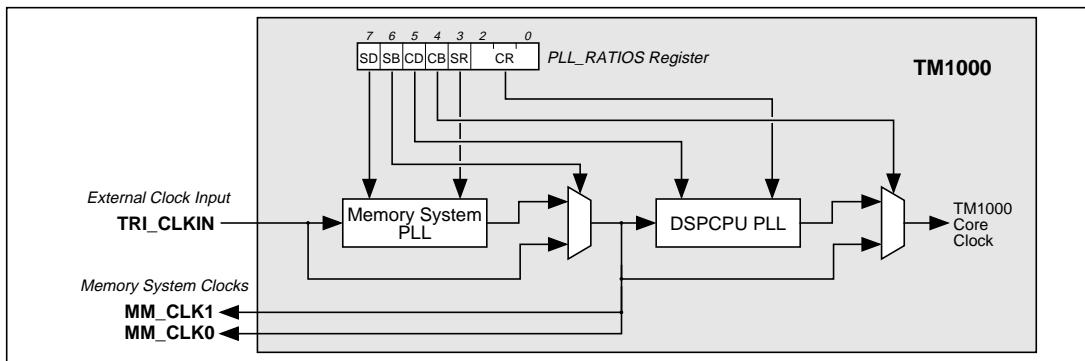 7 6 5 4 3 2 0
SD SB CD CB SR CR
PLL_RATIOS Register
TM1000
External Clock Input
TRI_CLKIN
Memory System
PLL
DSPCPU PLL
TM1000
Core
Clock
Memory System Clocks
MM_CLK1
MM_CLK0